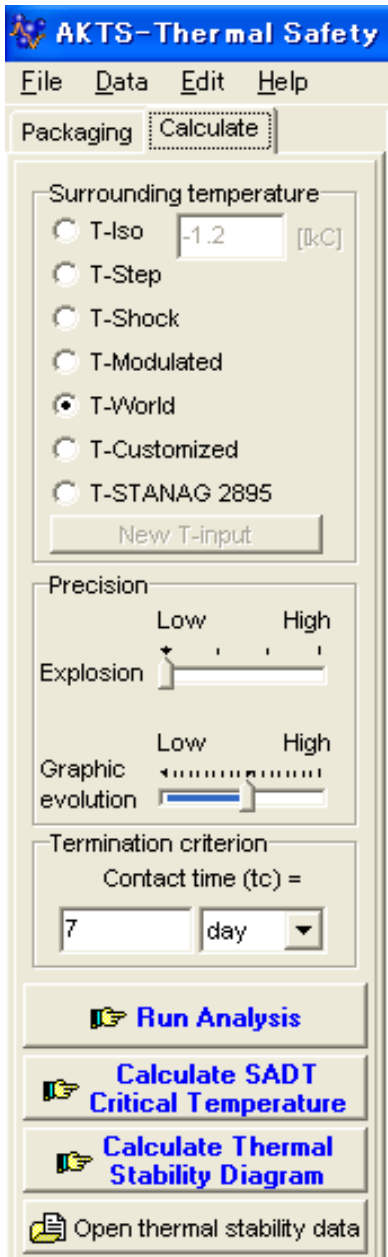 AKTS-Thermal Safety
File Data Edit Help
Packaging Calculate
Surrounding temperature
T-Iso -1.2 [łkC]
T-Step
T-Shock
T-Modulated
T-World
T-Customized
T-STANAG 2895
New T-input
Precision
Low High
Explosion
Low High
Graphic
evolution
Termination criterion
Contact time (tc) =
7 day
Run Analysis
Calculate SADT
Critical Temperature
Calculate Thermal
Stability Diagram
Open thermal stability data